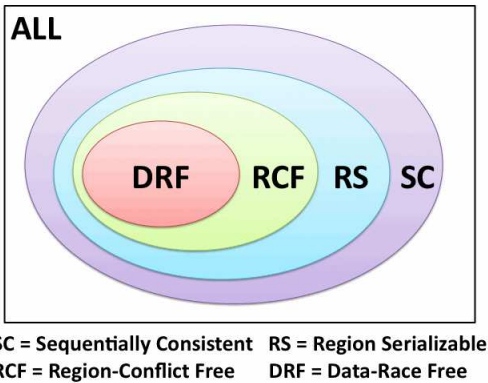 ALL
DRF RCF RS SC
SC = Sequentially Consistent RS = Region Serializable
RCF = Region-Conflict Free DRF = Data-Race Free